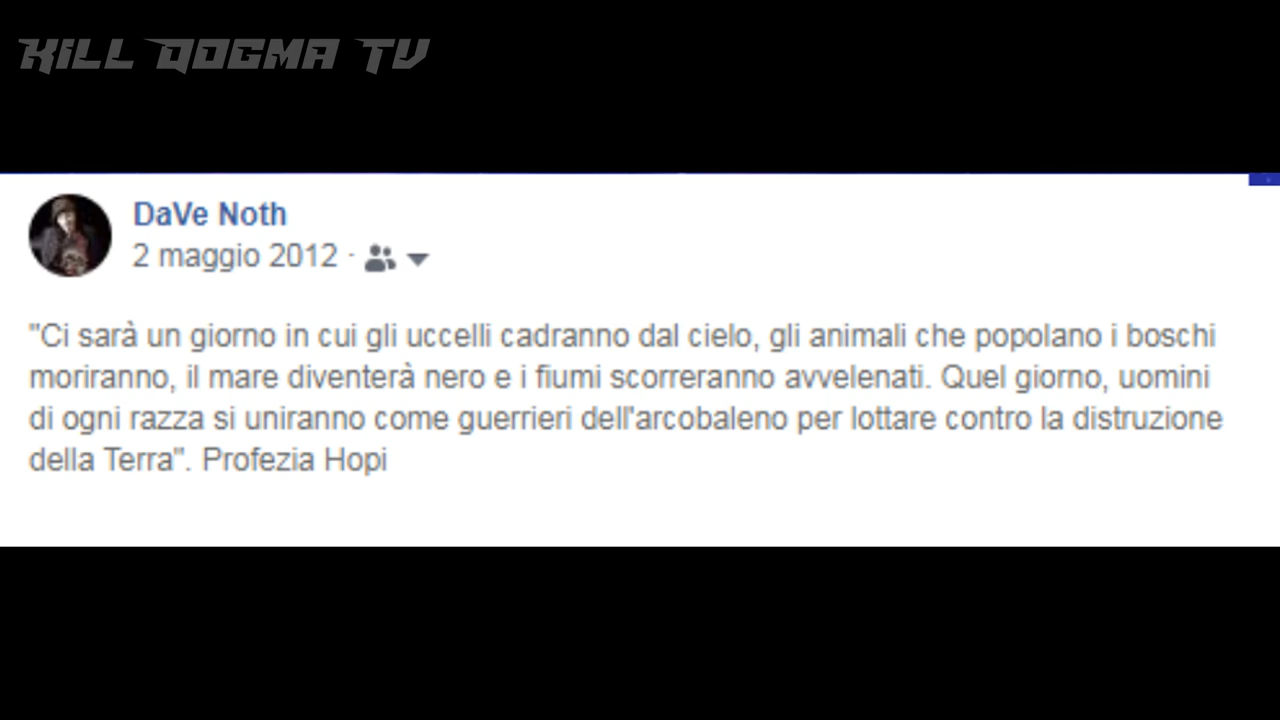 KILL DOGMA TV
DaVe Noth
2 maggio 2012 ·
"Ci sarà un giorno in cui gli uccelli cadranno dal cielo, gli animali che popolano i boschi
moriranno, il mare diventerà nero e i fiumi scorreranno avvelenati. Quel giorno, uomini
di ogni razza si uniranno come guerrieri dell'arcobaleno per lottare contro la distruzione
della Terra". Profezia Hopi